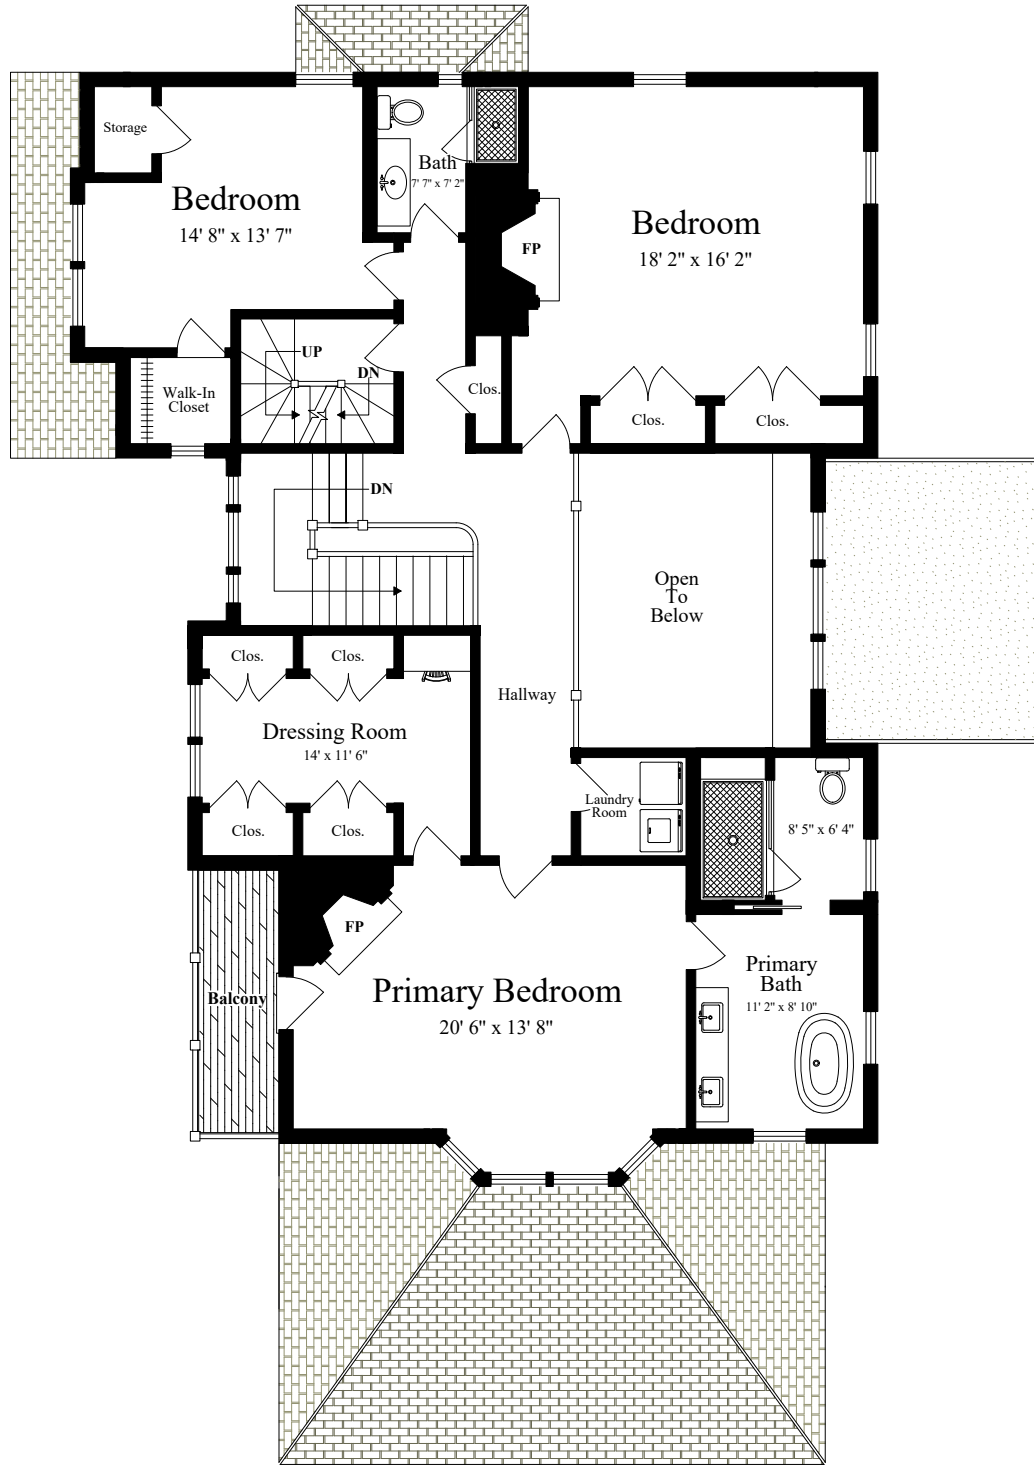 Storage
Bath
7' 7" x 7' 2"
Bedroom
14' 8" x 13' 7"
Bedroom
18' 2" x 16' 2"
FP
UP
DN
Clos.
Walk-In
Closet
Clos.
Clos.
DN
Open
To
Below
Clos.
Clos.
Hallway
Dressing Room
14' x 11' 6"
Laundry
Room
Clos.
Clos.
8' 5" x 6' 4"
FP
Primary
Bath
11' 2" x 8' 10"
Balcony
Primary Bedroom
20' 6" x 13' 8"